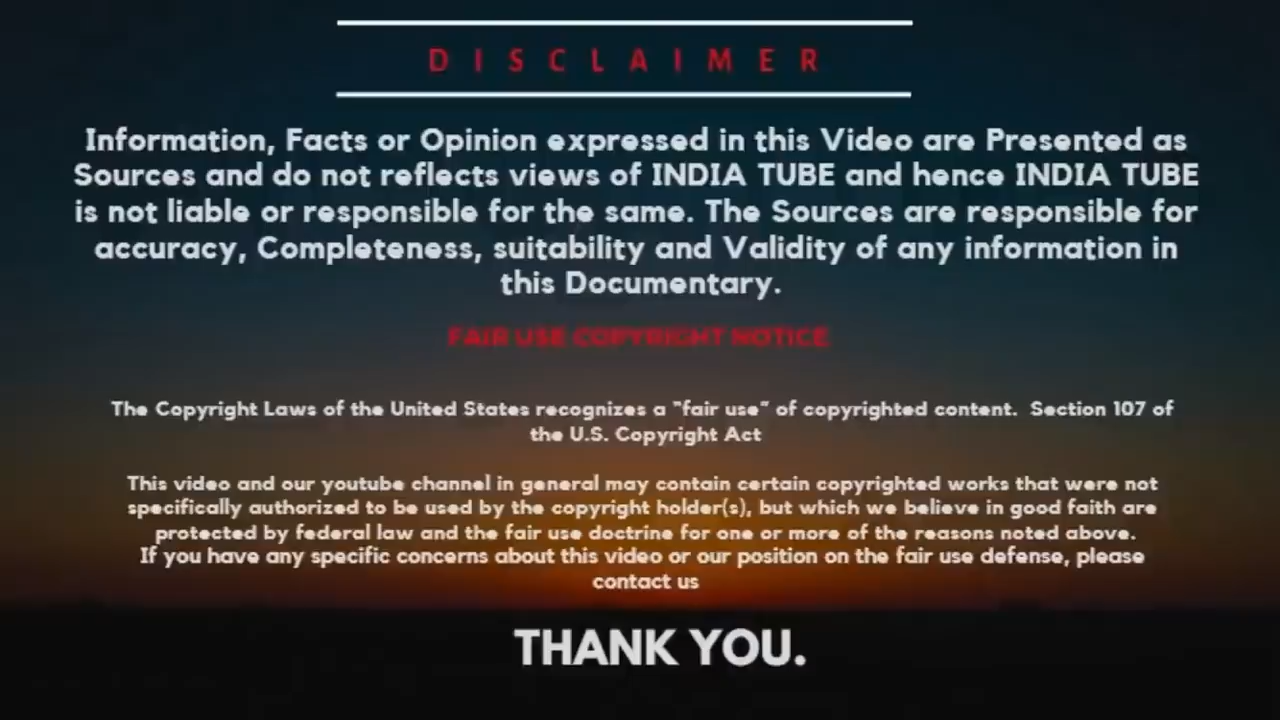 DISCLAIMER
Information, Facts or Opinion expressed in this Video are Presented as
Sources and do not reflects views of INDIA TUBE and hence INDIA TUBE
is not liable or responsible for the same. The Sources are responsible for
accuracy, Completeness, suitability and Validity of any information in
this Documentary.
FAIR USE COPYRIGHT NOTICE
The Copyright Laws of the United States recognizes a "fair use" of copyrighted content. Section 107 of
the U.S. Copyright Act
This video and our youtube channel in general may contain certain copyrighted works that were not
specifically authorized to be used by the copyright holder(s), but which we believe in good faith are
protected by federal law and the fair use doctrine for one or more of the reasons noted above.
If you have any specific concerns about this video or our position on the fair use defense, please
contact us
THANK YOU.